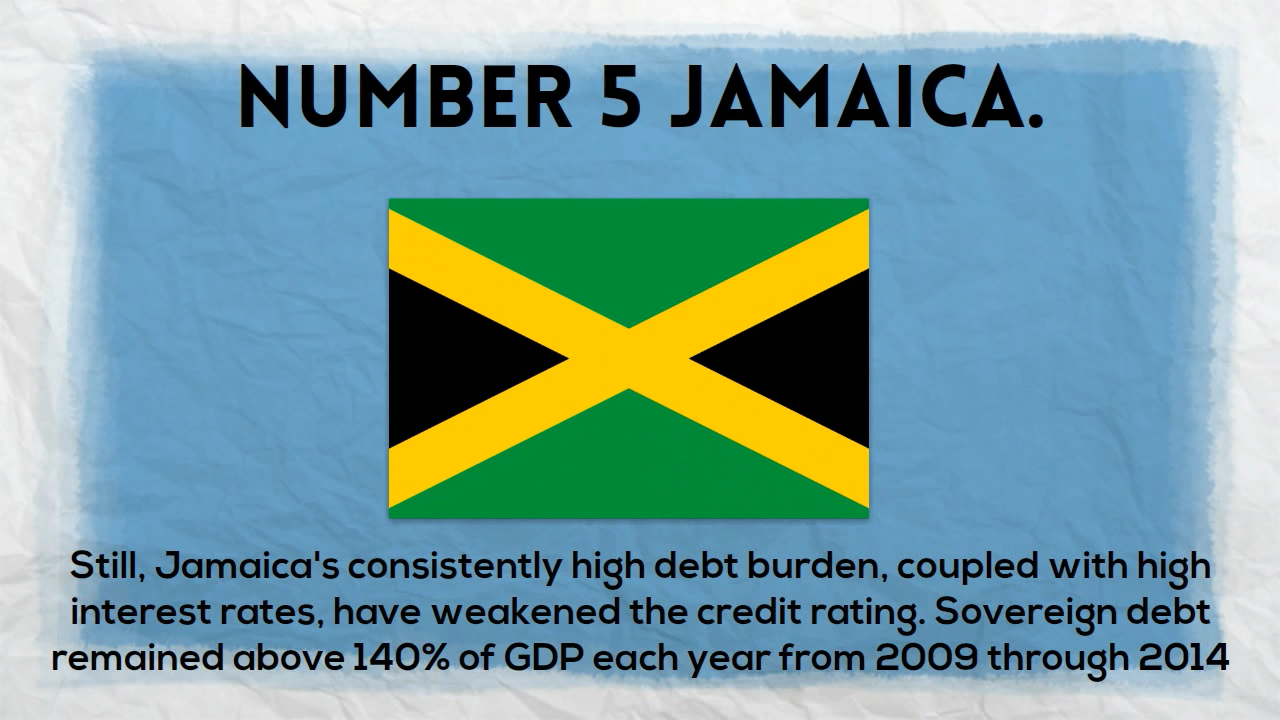 NUMBER 5 JAMAICA.
Still, Jamaica's consistently high debt burden, coupled with high
interest rates, have weakened the credit rating. Sovereign debt
remained above 140% of GDP each year from 2009 through 2014